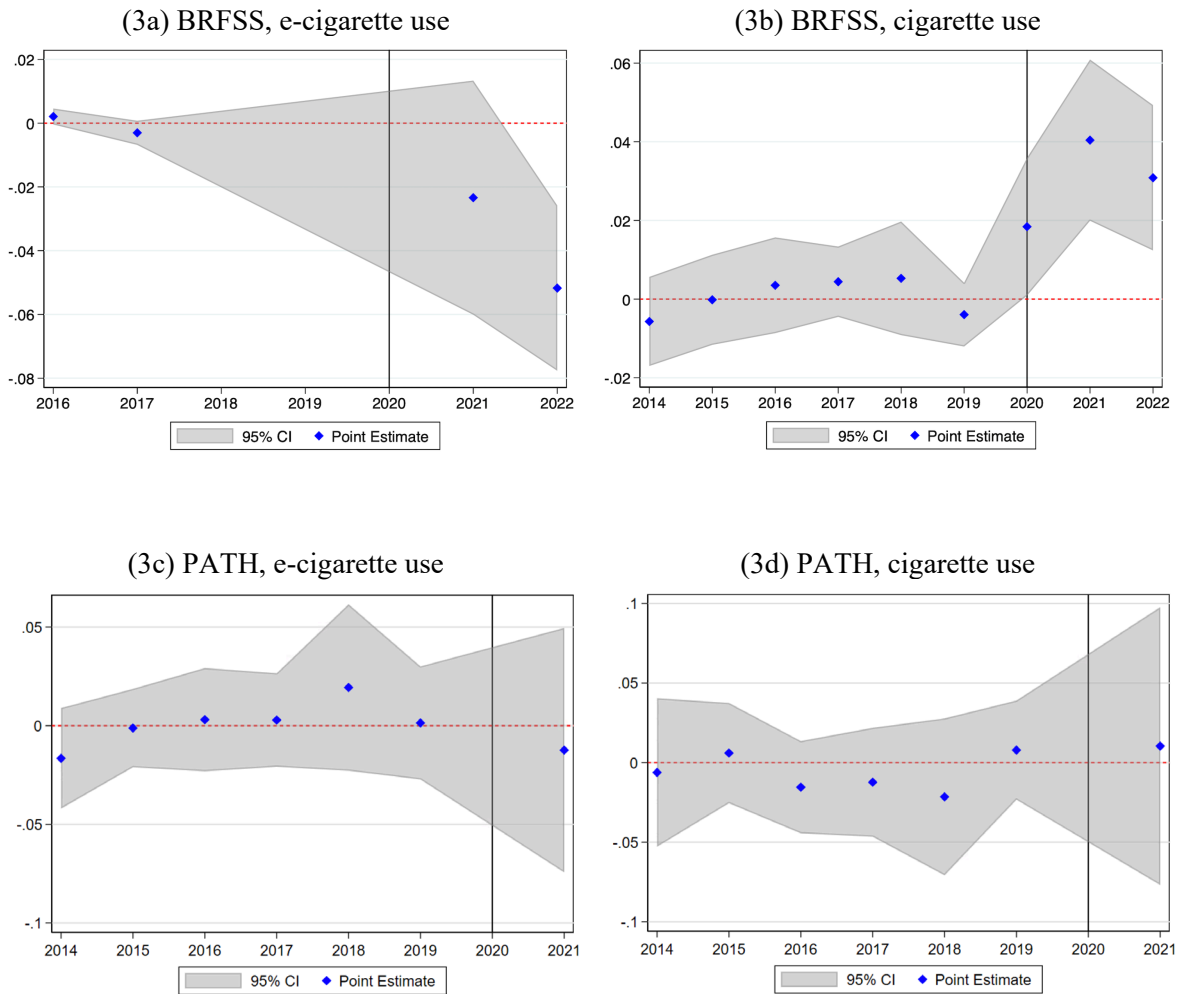 (3a) BRFSS, e-cigarette use
.02
0
-.02
-.04
-.06
-.08
2016 2017 2018 2019 2020 2021 2022
95% CI Point Estimate
(3b) BRFSS, cigarette use
.06
.04
.02
0
-.02
2014 2015 2016 2017 2018 2019 2020 2021 2022
95% CI Point Estimate
(3c) PATH, e-cigarette use
.05
0
-.05
-.1
2014 2015 2016 2017 2018 2019 2020 2021
95% CI Point Estimate
(3d) PATH, cigarette use
.1
.05
0
-.05
-.1
2014 2015 2016 2017 2018 2019 2020 2021
95% CI Point Estimate